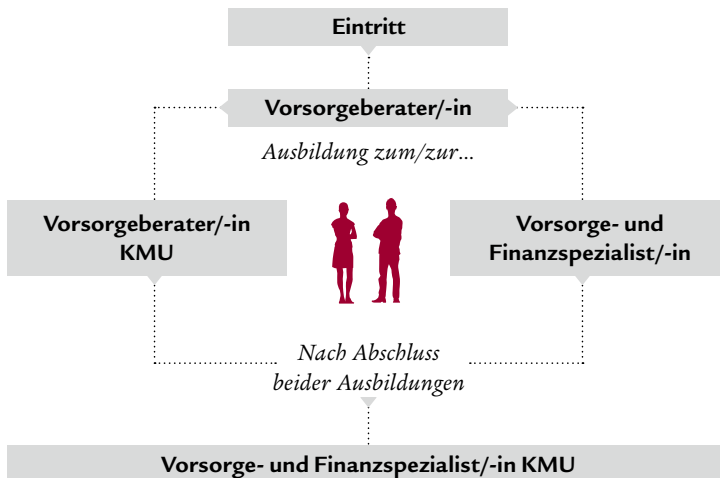 Eintritt
Vorsorgeberater/-in
Ausbildung zum/zur...
Vorsorgeberater/-in
KMU
Vorsorge- und
Finanzspezialist/-in
Nach Abschluss
beider Ausbildungen
Vorsorge- und Finanzspezialist/-in KMU